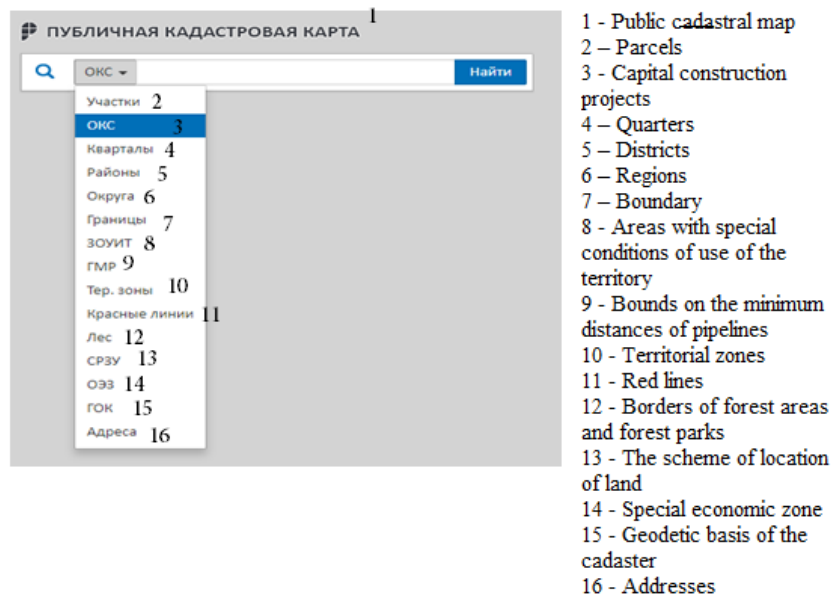 ПУБЛИЧНАЯ КАДАСТРОВАЯ КАРТА 1
ОКС Найти
Участки 2
ОКС 3
Кварталы 4
Районы 5
Округа 6
Границы 7
ЗОУИТ 8
ГМР 9
Тер. зоны 10
Красные линии 11
Лес 12
СРЗУ 13
ОЭЗ 14
ГОК 15
Адреса 16
1 - Public cadastral map
2 – Parcels
3 - Capital construction
projects
4 – Quarters
5 – Districts
6 – Regions
7 – Boundary
8 - Areas with special
conditions of use of the
territory
9 - Bounds on the minimum
distances of pipelines
10 - Territorial zones
11 - Red lines
12 - Borders of forest areas
and forest parks
13 - The scheme of location
of land
14 - Special economic zone
15 - Geodetic basis of the
cadaster
16 - Addresses